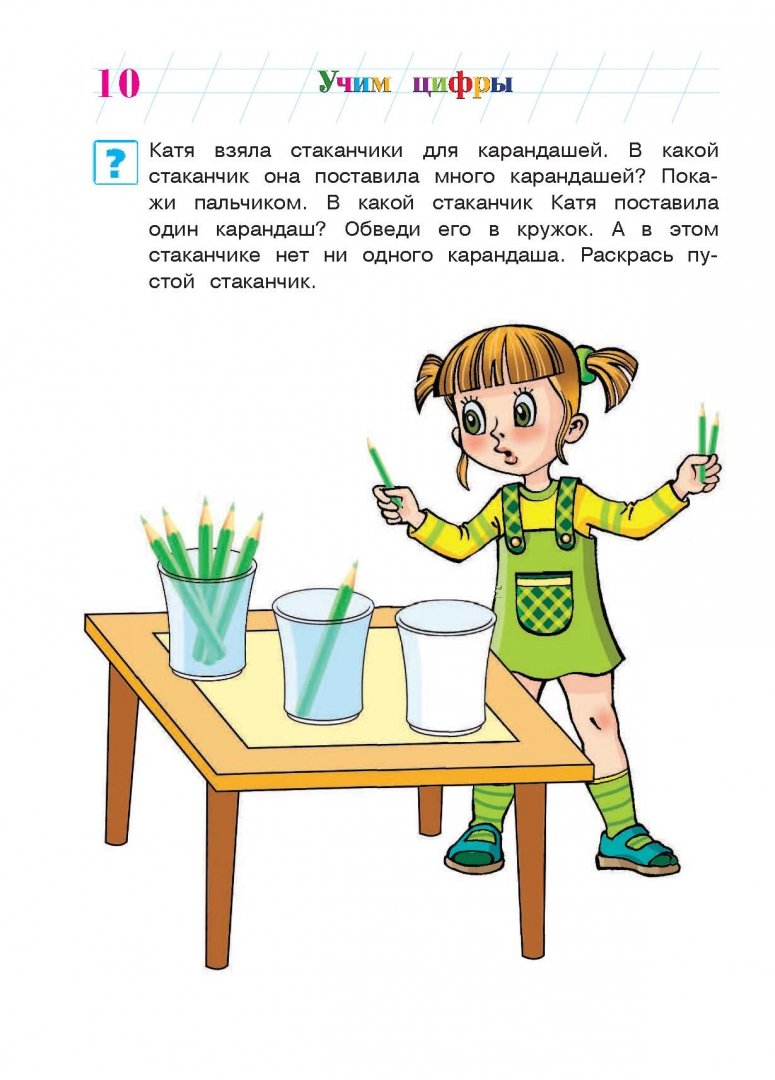 10 Учим цифры
?
Катя взяла стаканчики для карандашей. В какой
стаканчик она поставила много карандашей? Пока-
жи пальчиком. В какой стаканчик Катя поставила
один карандаш? Обведи его в кружок. А в этом
стаканчике нет ни одного карандаша. Раскрась пу-
стой стаканчик.